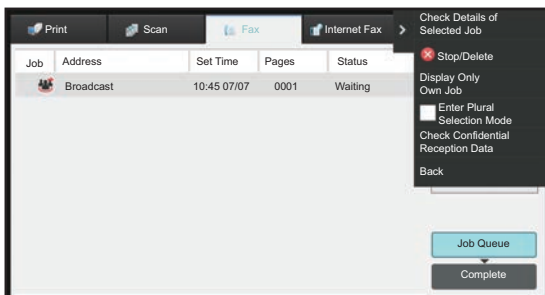 Print Scan Fax Internet Fax
Job Address Set Time Pages Status
Broadcast 10:45 07/07 0001 Waiting
Check Details of
Selected Job
Stop/Delete
Display Only
Own Job
Enter Plural
Selection Mode
Check Confidential
Reception Data
Back
Job Queue
Complete